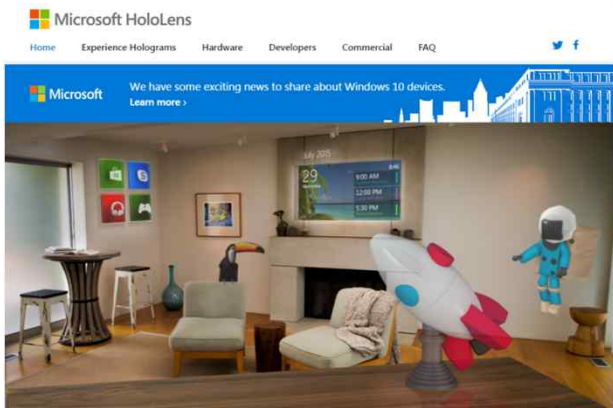 Microsoft HoloLens
Home Experience Holograms Hardware Developers Commercial FAQ
Microsoft
We have some exciting news to share about Windows 10 devices.
Learn more ›
July 2015
29
9:00 AM
12:00 PM
5:30 PM